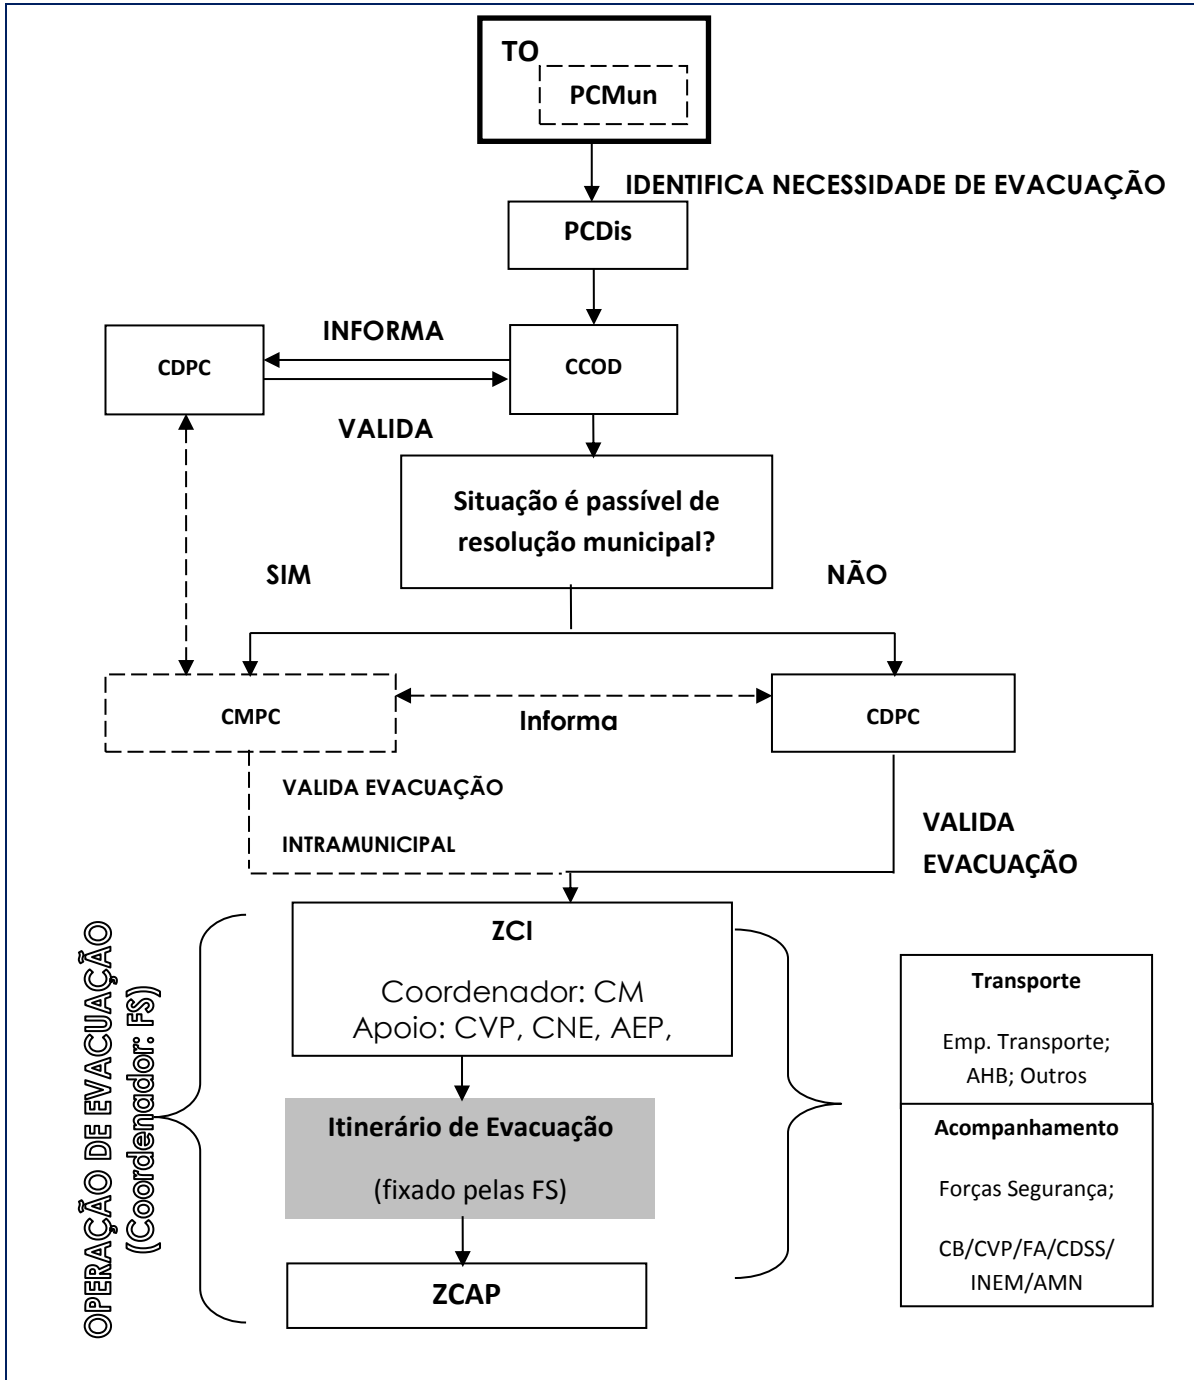 TO
PCMun
IDENTIFICA NECESSIDADE DE EVACUAÇÃO
PCDis
INFORMA
CDPC
CCOD
VALIDA
Situação é passível de
resolução municipal?
SIM
NÃO
CMPC
Informa
CDPC
VALIDA EVACUAÇÃO
INTRAMUNICIPAL
VALIDA
EVACUAÇÃO
OPERAÇÃO DE EVACUAÇÃO
(Coordenador: FS)
ZCI
Coordenador: CM
Apoio: CVP, CNE, AEP,
Itinerário de Evacuação
(fixado pelas FS)
ZCAP
Transporte
Emp. Transporte;
AHB; Outros
Acompanhamento
Forças Segurança;
CB/CVP/FA/CDSS/
INEM/AMN